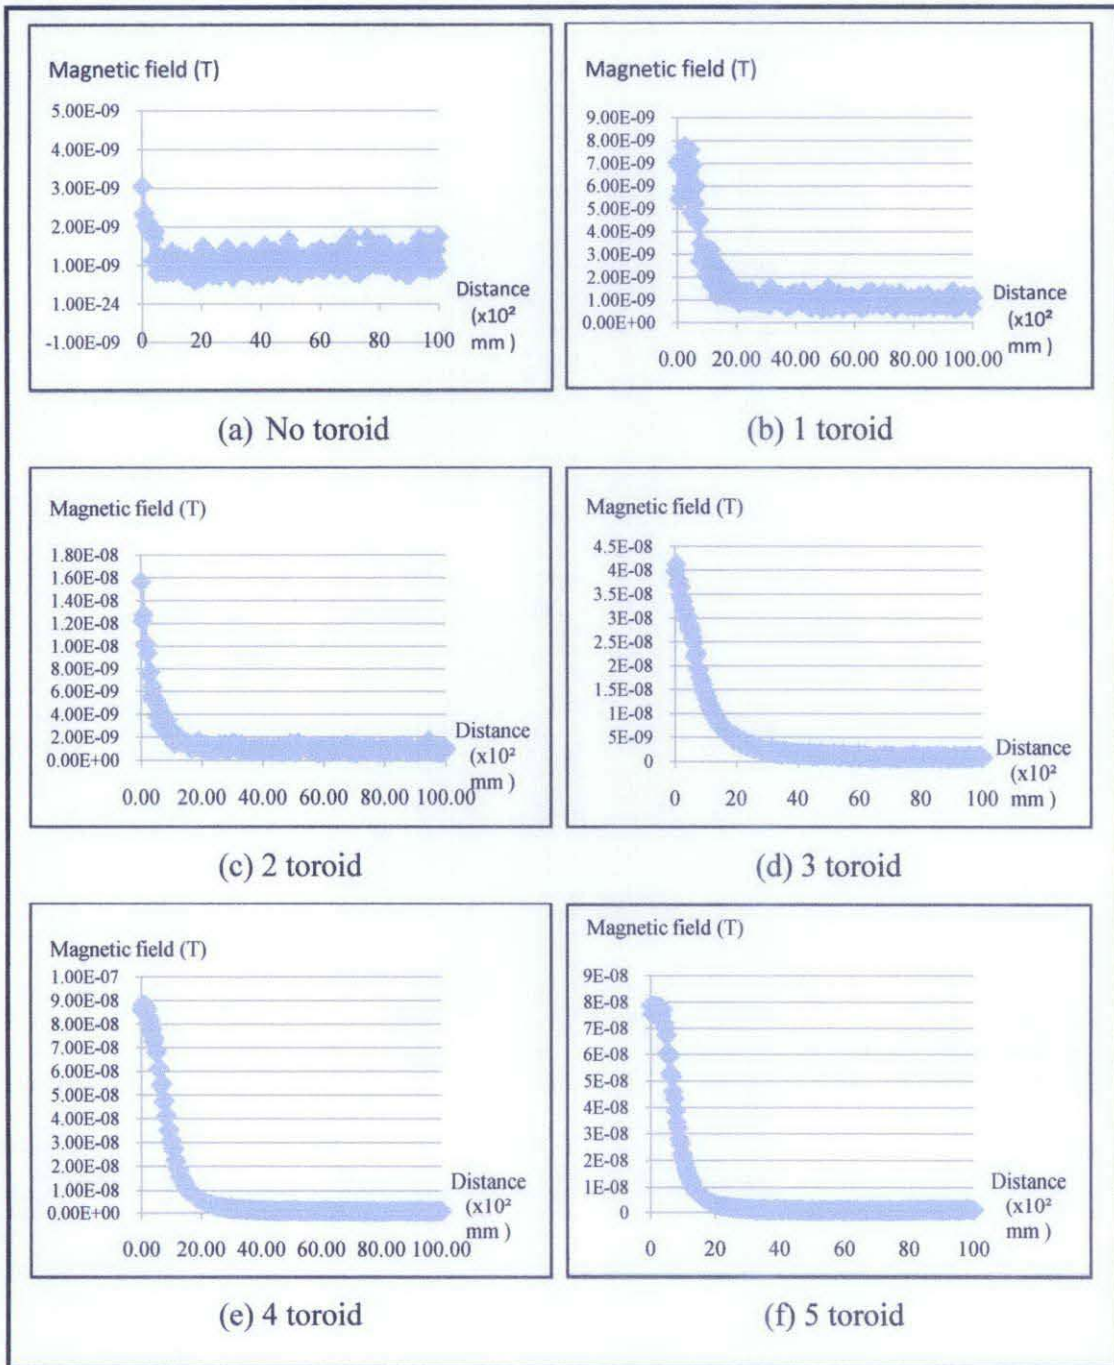 Magnetic field (T)
5.00E-09
4.00E-09
3.00E-09
2.00E-09
1.00E-09
1.00E-24
-1.00E-09
0 20 40 60 80 100
Distance
(x10²
mm )
(a) No toroid
Magnetic field (T)
9.00E-09
8.00E-09
7.00E-09
6.00E-09
5.00E-09
4.00E-09
3.00E-09
2.00E-09
1.00E-09
0.00E+00
0.00 20.00 40.00 60.00 80.00 100.00
Distance
(x10²
mm )
(b) 1 toroid
Magnetic field (T)
1.80E-08
1.60E-08
1.40E-08
1.20E-08
1.00E-08
8.00E-09
6.00E-09
4.00E-09
2.00E-09
0.00E+00
0.00 20.00 40.00 60.00 80.00 100.00
Distance
(x10²
mm )
(c) 2 toroid
Magnetic field (T)
4.5E-08
4E-08
3.5E-08
3E-08
2.5E-08
2E-08
1.5E-08
1E-08
5E-09
0
0 20 40 60 80 100
Distance
(x10²
mm )
(d) 3 toroid
Magnetic field (T)
1.00E-07
9.00E-08
8.00E-08
7.00E-08
6.00E-08
5.00E-08
4.00E-08
3.00E-08
2.00E-08
1.00E-08
0.00E+00
0.00 20.00 40.00 60.00 80.00 100.00
Distance
(x10²
mm )
(e) 4 toroid
Magnetic field (T)
9E-08
8E-08
7E-08
6E-08
5E-08
4E-08
3E-08
2E-08
1E-08
0
0 20 40 60 80 100
Distance
(x10²
mm )
(f) 5 toroid